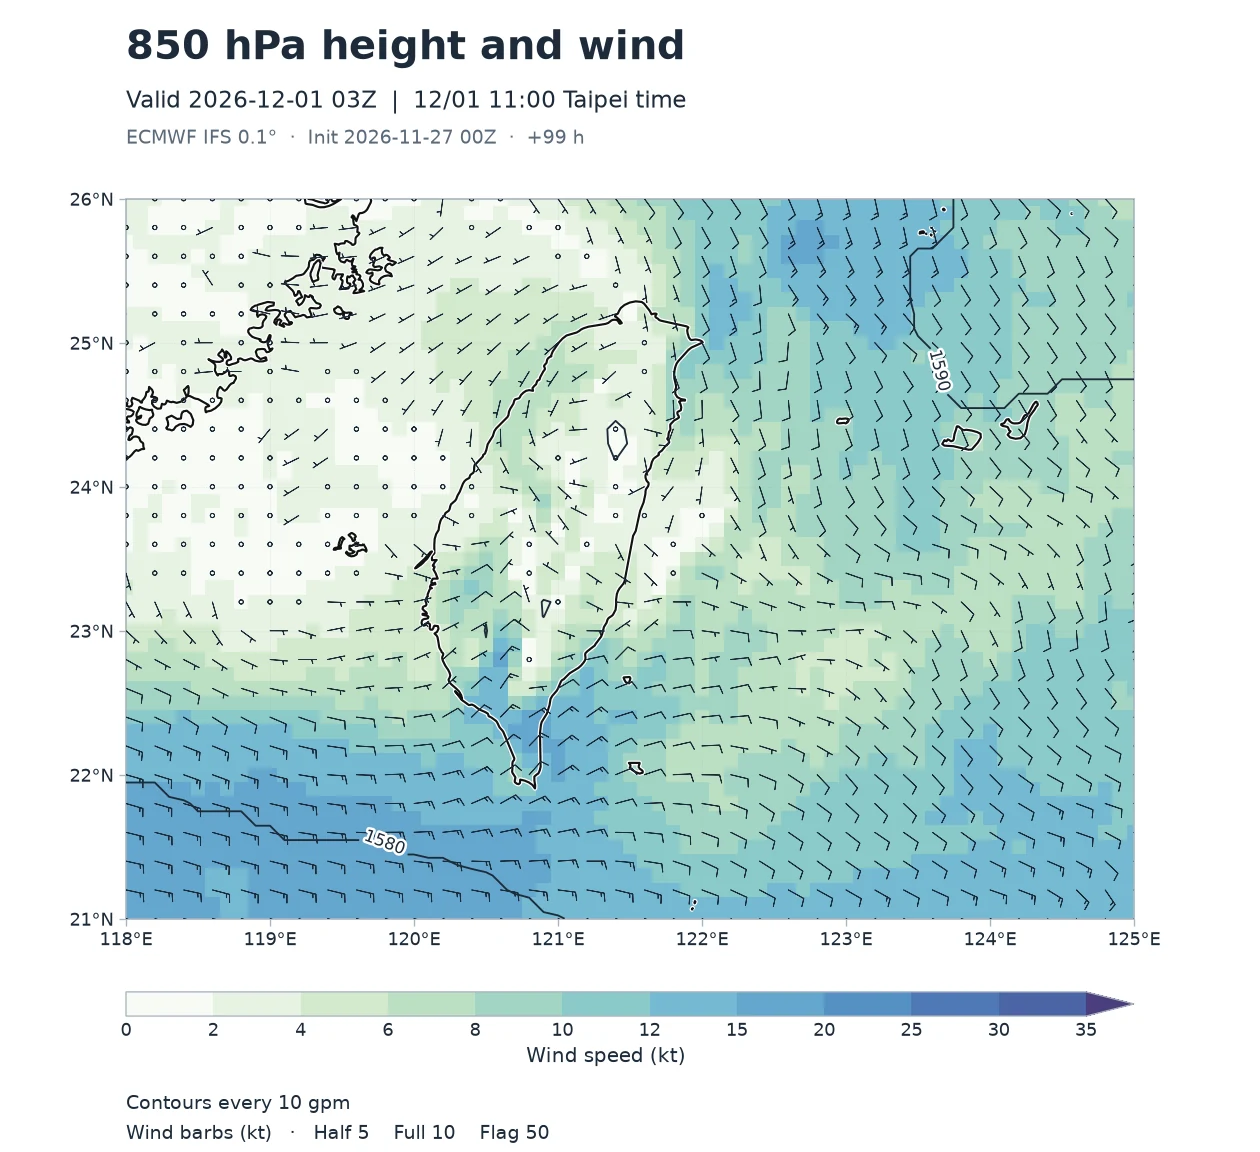 850 hPa height and wind
Valid 2026-12-01 03Z | 12/01 11:00 Taipei time
ECMWF IFS 0.1° · Init 2026-11-27 00Z · +99 h
26°N
25°N
24°N
23°N
22°N
21°N
1590
1580
118°E 119°E 120°E 121°E 122°E 123°E 124°E 125°E
0 2 4 6 8 10 12 15 20 25 30 35
Wind speed (kt)
Contours every 10 gpm
Wind barbs (kt) · Half 5 Full 10 Flag 50